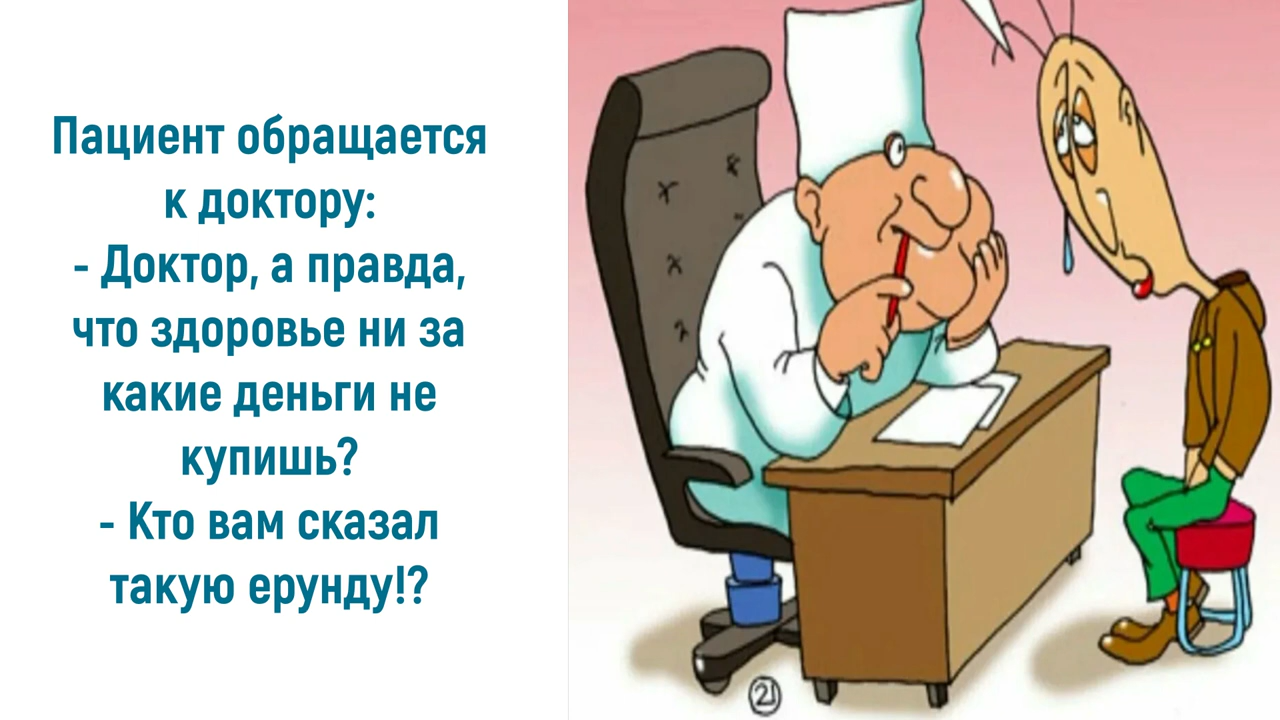 Пациент обращается
к доктору:
- Доктор, а правда,
что здоровье ни за
какие деньги не
купишь?
- Кто вам сказал
такую ерунду!?